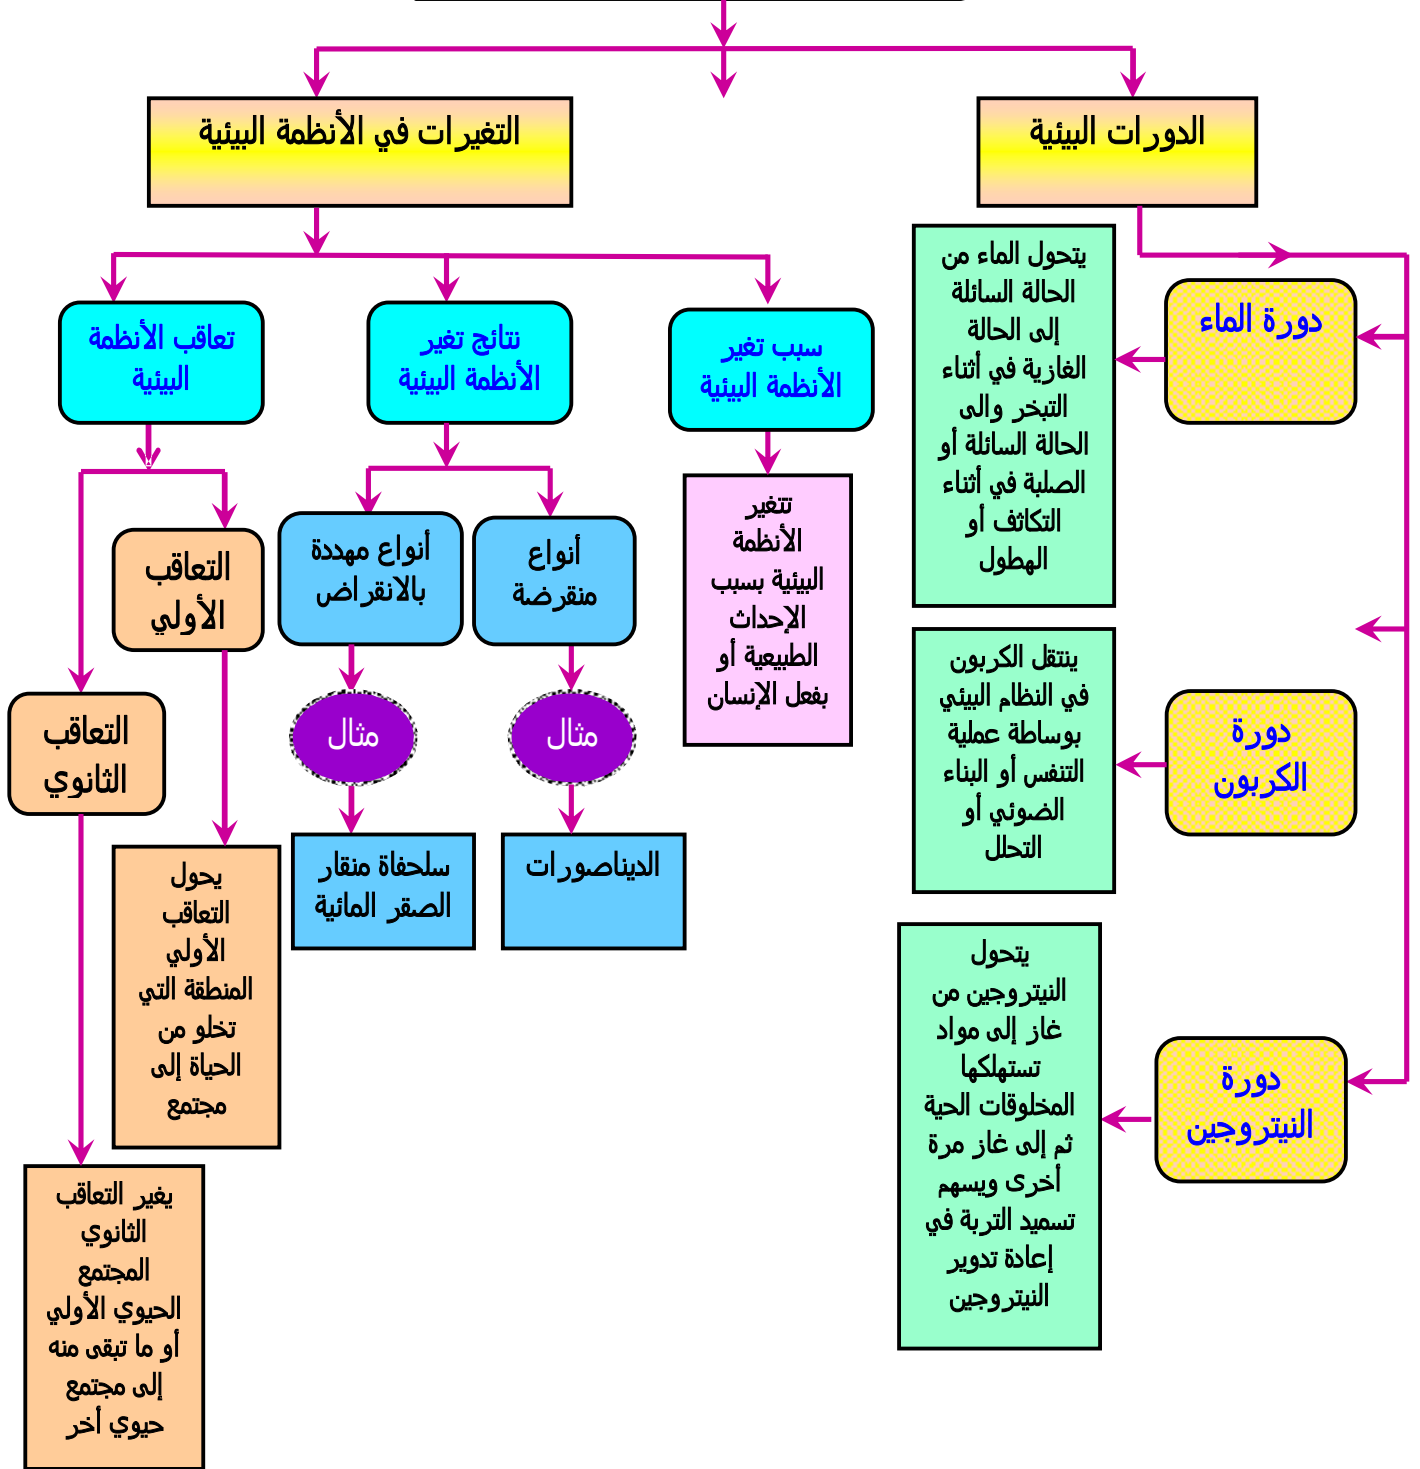 الدورات البيئية
التغيرات في الأنظمة البيئية
دورة الماء
يتحول الماء من
الحالة السائلة
إلى الحالة
الغازية في أثناء
التبخر والى
الحالة السائلة أو
الصلبة في أثناء
التكاثف أو
الهطول
دورة
الكربون
ينتقل الكربون
في النظام البيئي
بوساطة عملية
التنفس أو البناء
الضوئي أو
التحلل
دورة
النيتروجين
يتحول
النيتروجين من
غاز إلى مواد
تستهلكها
المخلوقات الحية
ثم إلى غاز مرة
أخرى ويسهم
تسميد التربة في
إعادة تدوير
النيتروجين
سبب تغير
الأنظمة البيئية
تتغير
الأنظمة
البيئية بسبب
الإحداث
الطبيعية أو
بفعل الإنسان
نتائج تغير
الأنظمة البيئية
أنواع
منقرضة
مثال
الديناصورات
أنواع مهددة
بالانقراض
مثال
سلحفاة منقار
الصقر المائية
تعاقب الأنظمة
البيئية
التعاقب
الأولي
يحول
التعاقب
الأولي
المنطقة التي
تخلو من
الحياة إلى
مجتمع
التعاقب
الثانوي
يغير التعاقب
الثانوي
المجتمع
الحيوي الأولي
أو ما تبقى منه
إلى مجتمع
حيوي أخر